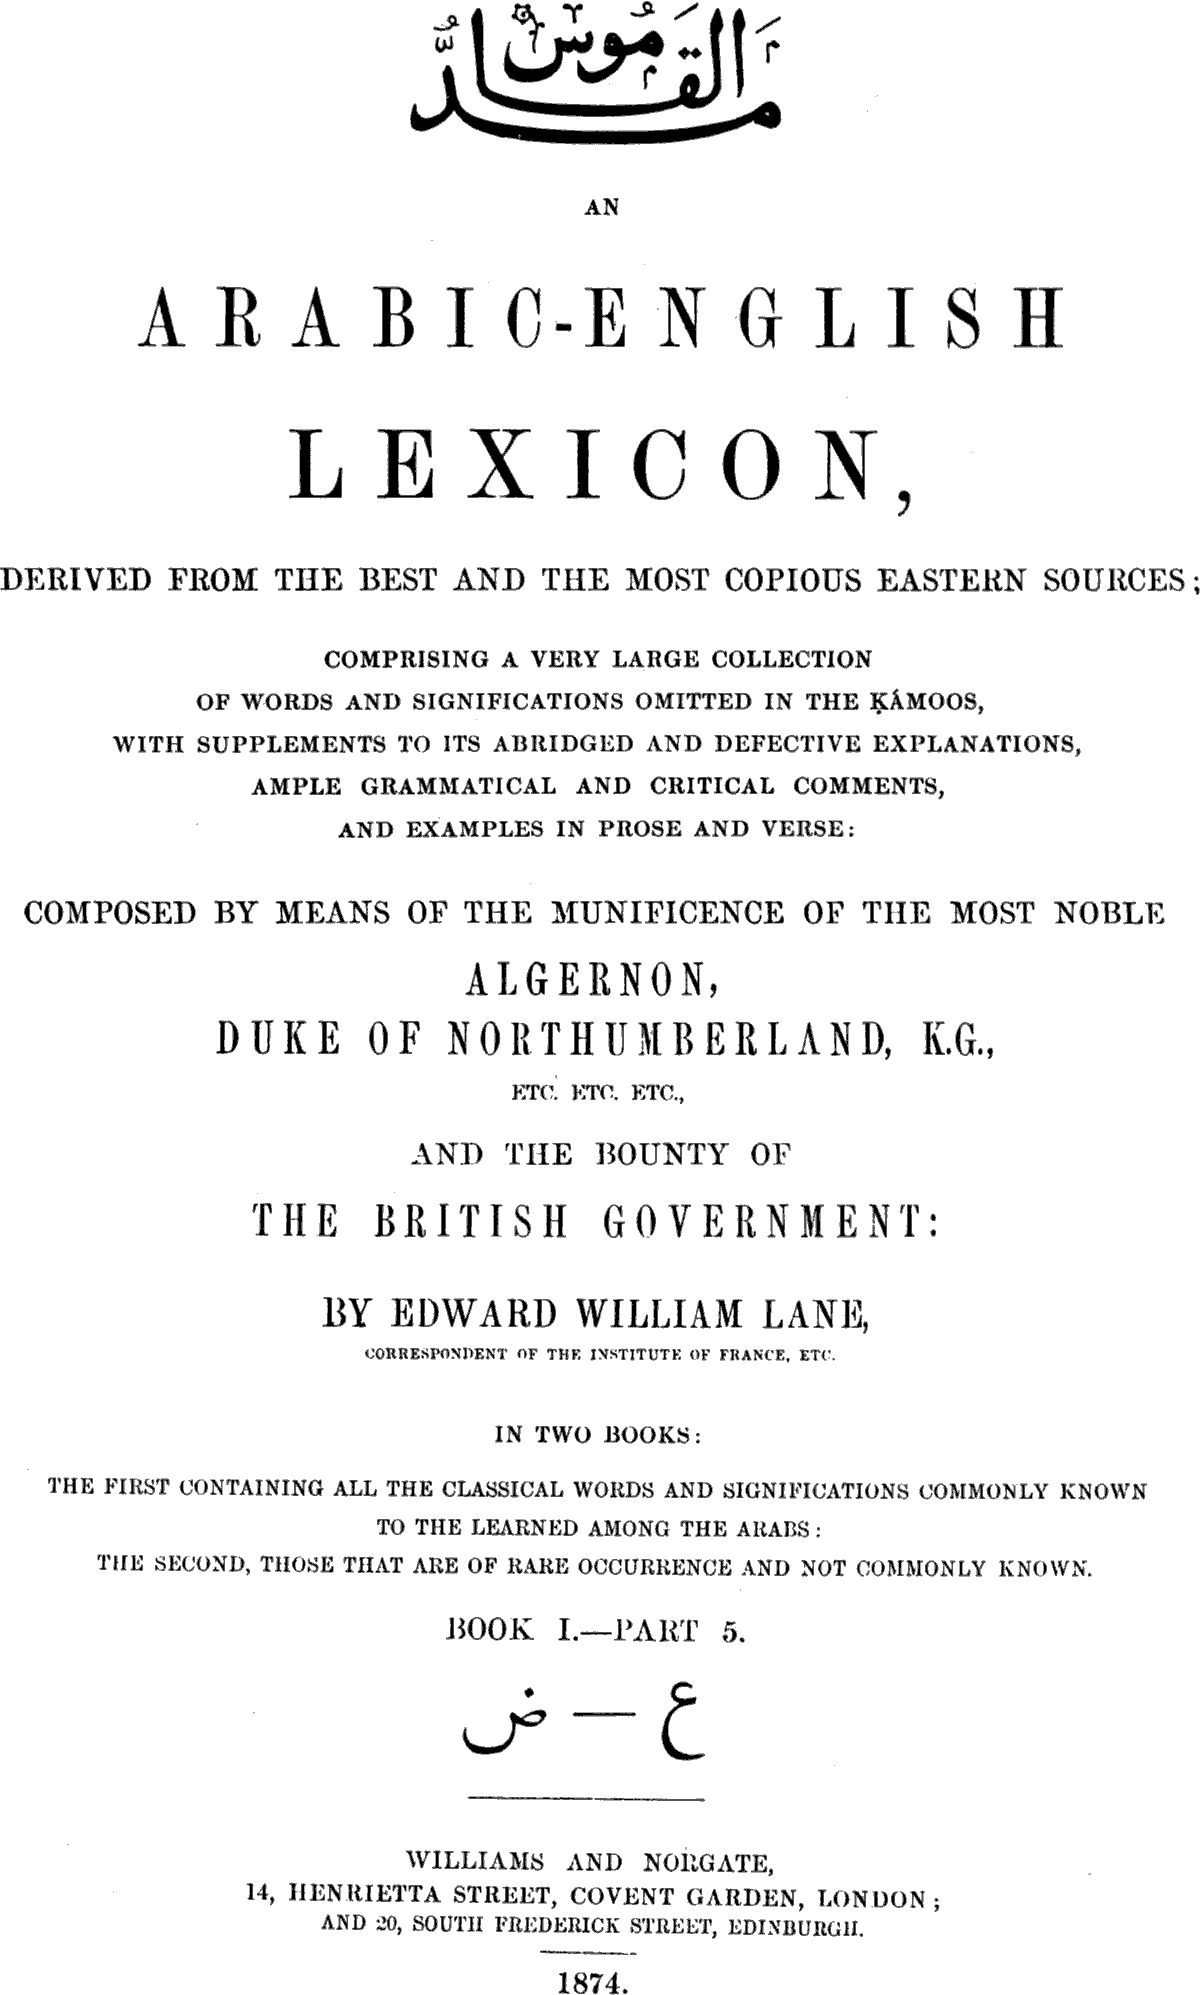 مَدُّ القَامُوس
AN
ARABIC-ENGLISH
LEXICON,
DERIVED FROM THE BEST AND THE MOST COPIOUS EASTERN SOURCES;
COMPRISING A VERY LARGE COLLECTION
OF WORDS AND SIGNIFICATIONS OMITTED IN THE ḲÁMOOS,
WITH SUPPLEMENTS TO ITS ABRIDGED AND DEFECTIVE EXPLANATIONS,
AMPLE GRAMMATICAL AND CRITICAL COMMENTS,
AND EXAMPLES IN PROSE AND VERSE:
COMPOSED BY MEANS OF THE MUNIFICENCE OF THE MOST NOBLE
ALGERNON,
DUKE OF NORTHUMBERLAND, K.G.,
ETC. ETC. ETC.,
AND THE BOUNTY OF
THE BRITISH GOVERNMENT:
BY EDWARD WILLIAM LANE,
CORRESPONDENT OF THE INSTITUTE OF FRANCE, ETC.
IN TWO BOOKS:
THE FIRST CONTAINING ALL THE CLASSICAL WORDS AND SIGNIFICATIONS COMMONLY KNOWN
TO THE LEARNED AMONG THE ARABS:
THE SECOND, THOSE THAT ARE OF RARE OCCURRENCE AND NOT COMMONLY KNOWN.
BOOK I.—PART 5.
ع — ض
WILLIAMS AND NORGATE,
14, HENRIETTA STREET, COVENT GARDEN, LONDON;
AND 20, SOUTH FREDERICK STREET, EDINBURGH.
1874.